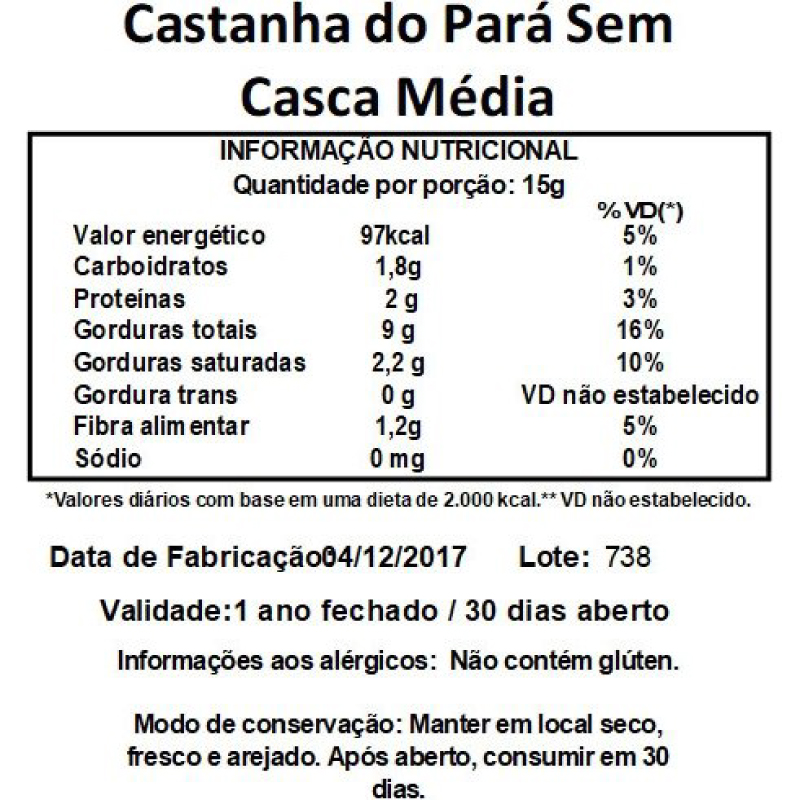 Castanha do Pará Sem
Casca Média
INFORMAÇÃO NUTRICIONAL
Quantidade por porção: 15g
% VD(*)
Valor energético 97kcal 5%
Carboidratos 1,8g 1%
Proteínas 2 g 3%
Gorduras totais 9 g 16%
Gorduras saturadas 2,2 g 10%
Gordura trans 0 g VD não estabelecido
Fibra alimentar 1,2g 5%
Sódio 0 mg 0%
*Valores diários com base em uma dieta de 2.000 kcal.** VD não estabelecido.
Data de Fabricação:04/12/2017 Lote: 738
Validade:1 ano fechado / 30 dias aberto
Informações aos alérgicos: Não contém glúten.
Modo de conservação: Manter em local seco,
fresco e arejado. Após aberto, consumir em 30
dias.